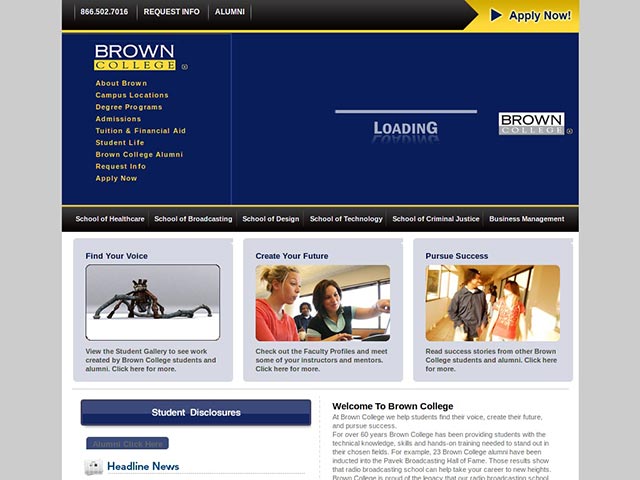 866.502.7016 REQUEST INFO ALUMNI
Apply Now!
BROWN
COLLEGE
About Brown
Campus Locations
Degree Programs
Admissions
Tuition & Financial Aid
Student Life
Brown College Alumni
Request Info
Apply Now
LOADING
BROWN
COLLEGE
School of Healthcare School of Broadcasting School of Design School of Technology School of Criminal Justice Business Management
Find Your Voice
View the Student Gallery to see work
created by Brown College students and
alumni. Click here for more.
Create Your Future
Check out the Faculty Profiles and meet
some of your instructors and mentors.
Click here for more.
Pursue Success
Read success stories from other Brown
College students and alumni. Click here
for more.
Student Disclosures
Alumni Click Here
Headline News
Welcome To Brown College
At Brown College we help students find their voice, create their future,
and pursue success.
For over 60 years Brown College has been providing students with the
technical knowledge, skills and hands-on training needed to stand out in
their chosen fields. For example, 23 Brown College alumni have been
inducted into the Pavek Broadcasting Hall of Fame. Those results show
that radio broadcasting school can help take your career to new heights.
Brown College is proud of the legacy that our radio broadcasting school